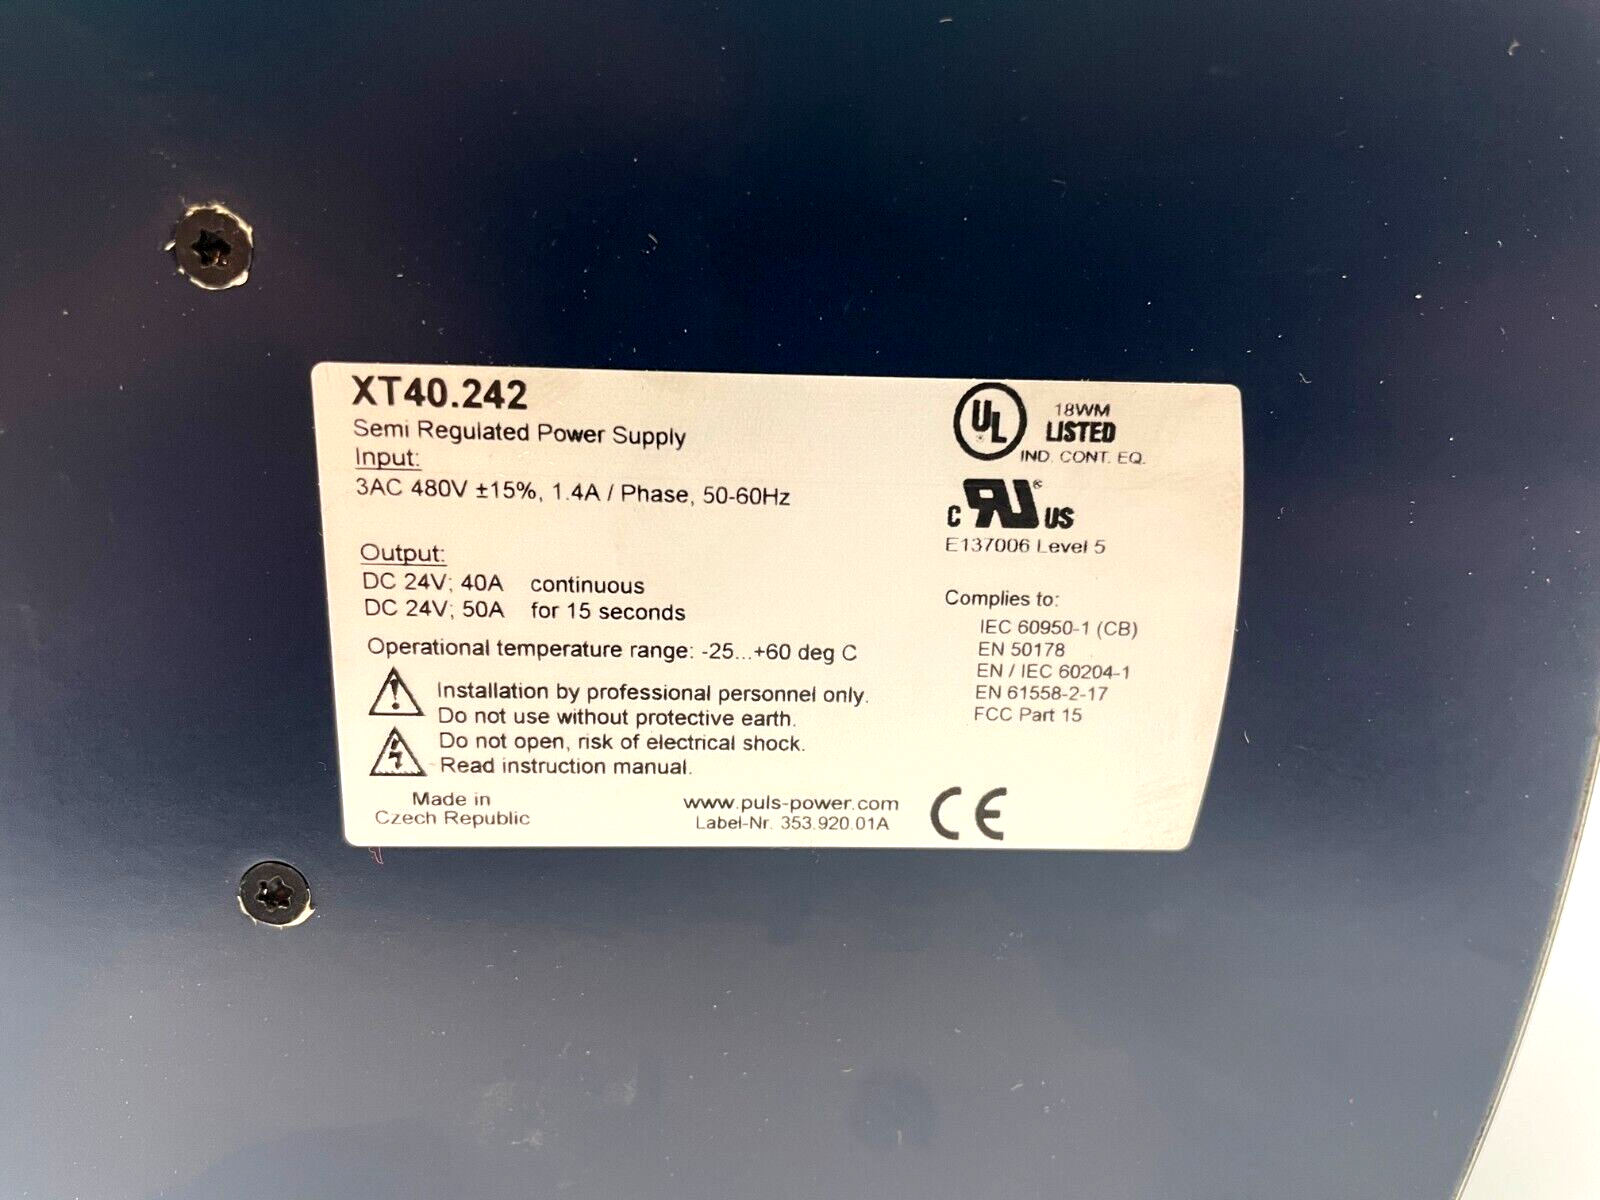 XT40.242
Semi Regulated Power Supply
Input:
3AC 480V ±15%, 1.4A / Phase, 50-60Hz
Output:
DC 24V; 40A continuous
DC 24V; 50A for 15 seconds
Operational temperature range: -25...+60 deg C
Installation by professional personnel only.
Do not use without protective earth.
Do not open, risk of electrical shock.
Read instruction manual.
Made in
Czech Republic
www.puls-power.com
Label-Nr. 353.920.01A
UL
®
18WM
LISTED
IND. CONT. EQ.
C RU® US
E137006 Level 5
Complies to:
IEC 60950-1 (CB)
EN 50178
EN / IEC 60204-1
EN 61558-2-17
FCC Part 15
CE